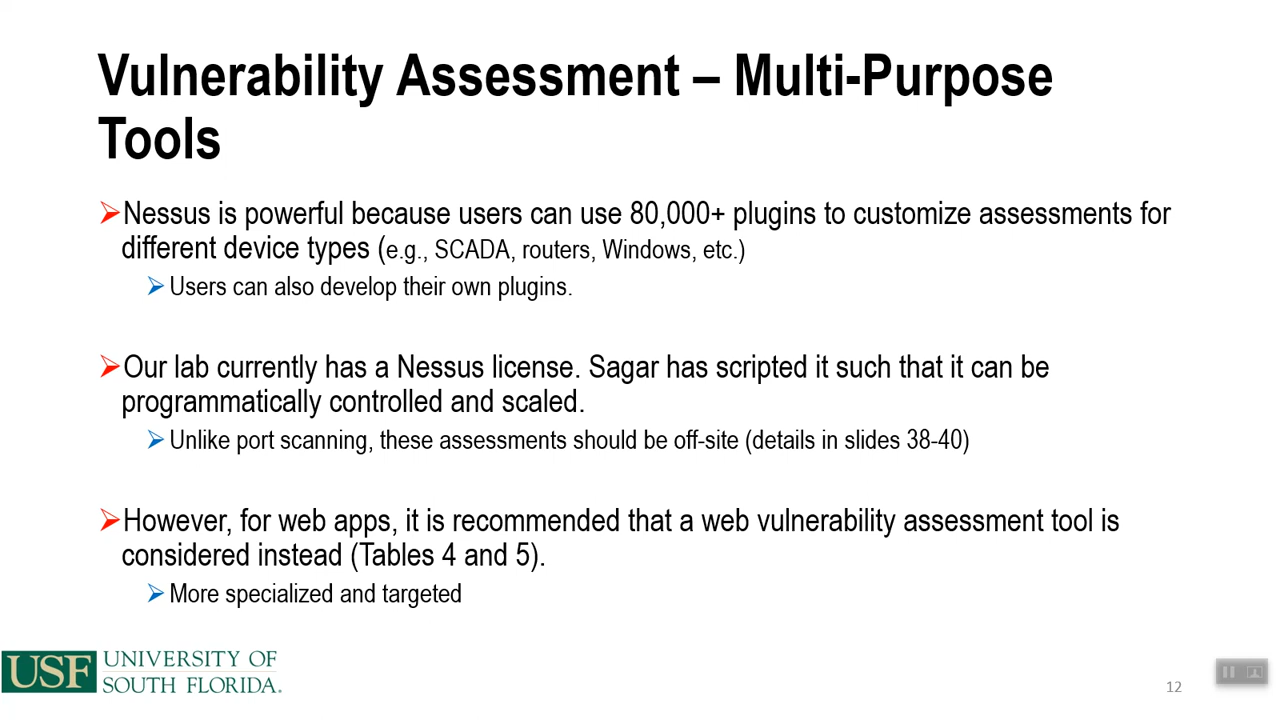 Vulnerability Assessment – Multi-Purpose
Tools
Nessus is powerful because users can use 80,000+ plugins to customize assessments for
different device types (e.g., SCADA, routers, Windows, etc.)
Users can also develop their own plugins.
Our lab currently has a Nessus license. Sagar has scripted it such that it can be
programmatically controlled and scaled.
Unlike port scanning, these assessments should be off-site (details in slides 38-40)
However, for web apps, it is recommended that a web vulnerability assessment tool is
considered instead (Tables 4 and 5).
More specialized and targeted
USF UNIVERSITY OF
SOUTH FLORIDA.
12